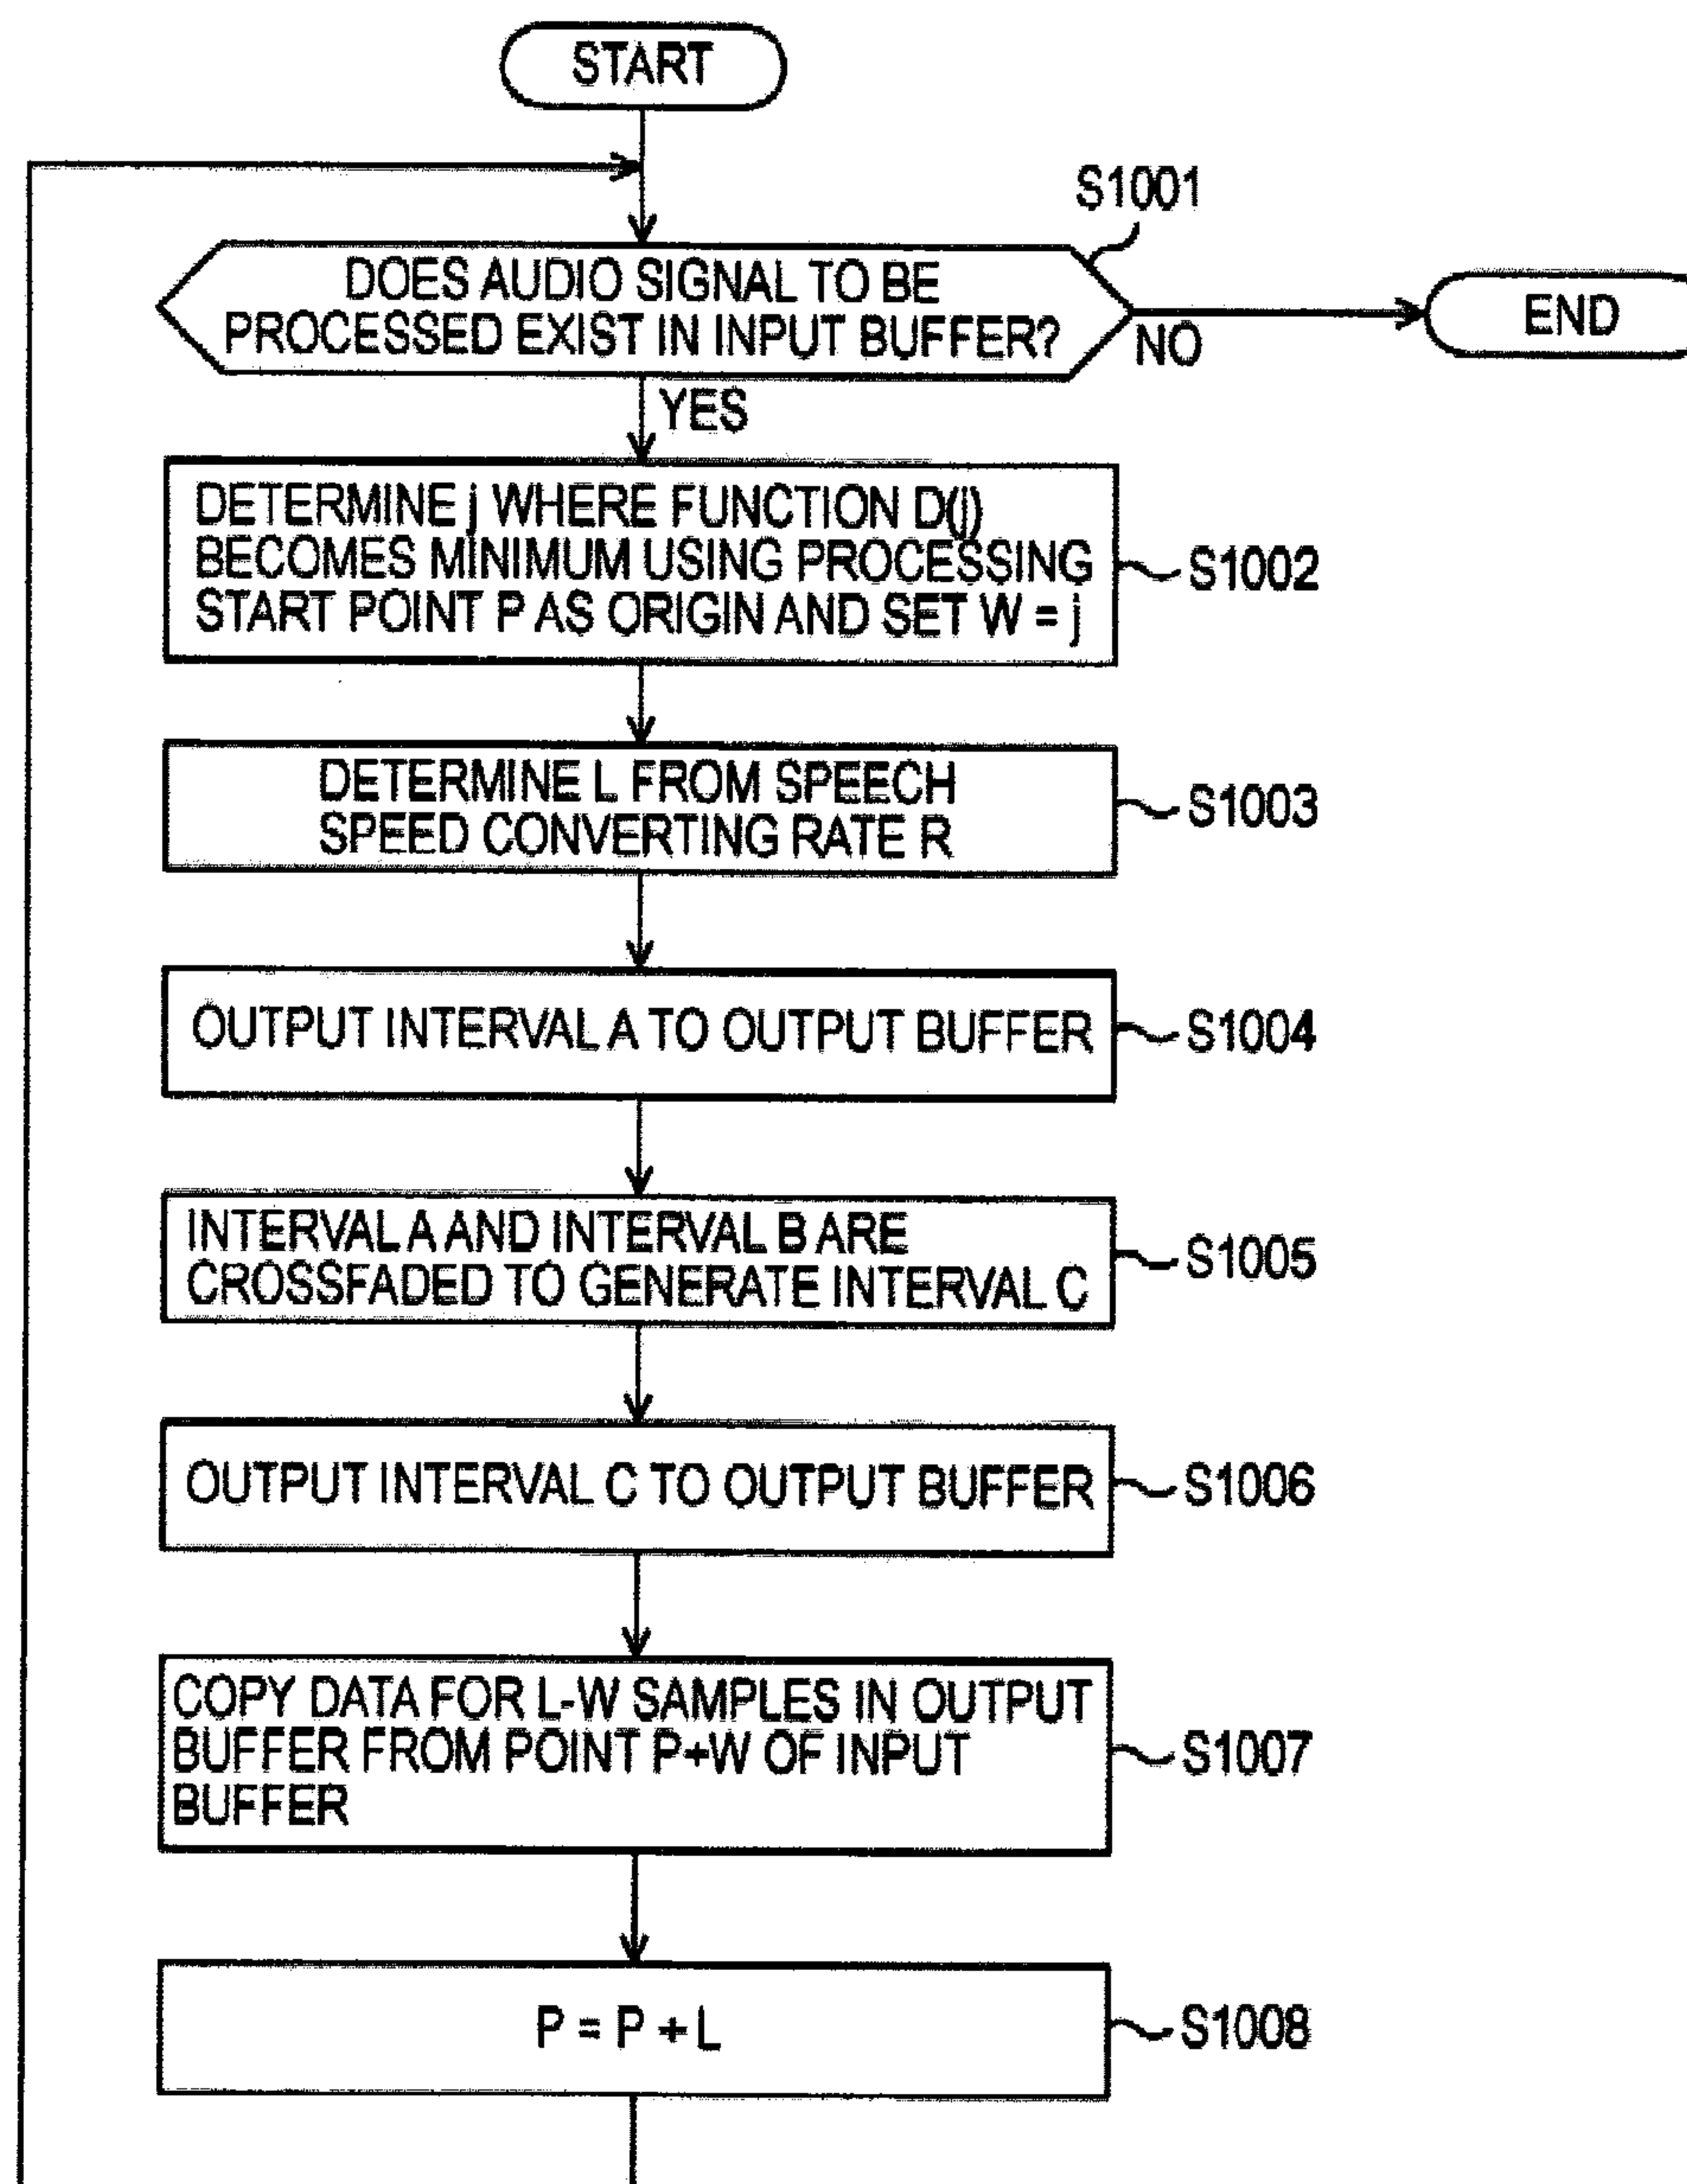 START
S1001
DOES AUDIO SIGNAL TO BE
PROCESSED EXIST IN INPUT BUFFER?
NO
END
YES
DETERMINE j WHERE FUNCTION D(j)
BECOMES MINIMUM USING PROCESSING
START POINT P AS ORIGIN AND SET W = j
S1002
DETERMINE L FROM SPEECH
SPEED CONVERTING RATE R
S1003
OUTPUT INTERVAL A TO OUTPUT BUFFER
S1004
INTERVAL A AND INTERVAL B ARE
CROSSFADED TO GENERATE INTERVAL C
S1005
OUTPUT INTERVAL C TO OUTPUT BUFFER
S1006
COPY DATA FOR L-W SAMPLES IN OUTPUT
BUFFER FROM POINT P+W OF INPUT
BUFFER
S1007
P = P + L
S1008